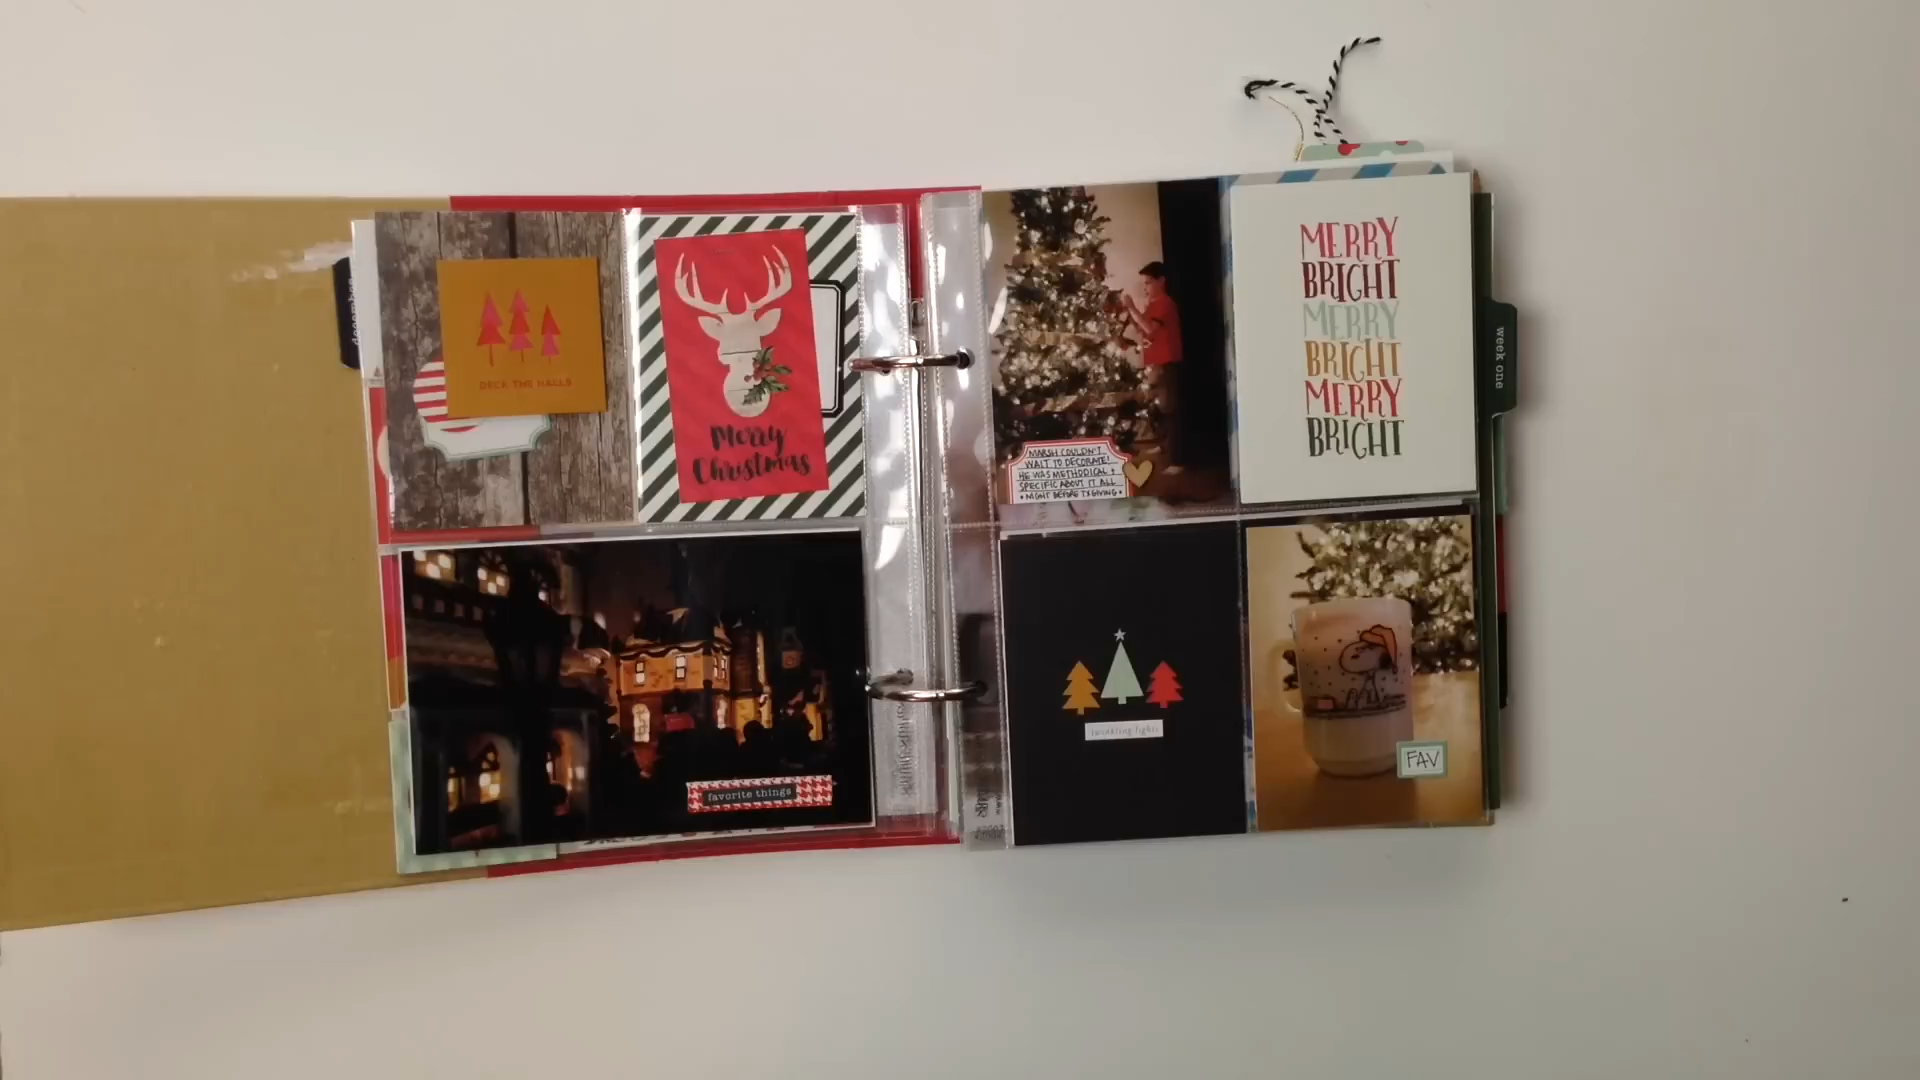 DECK THE HALLS
Merry
Christmas
favorite things
MARSH COULDN'T
WAIT TO DECORATE!
HE WAS METHODICAL +
SPECIFIC ABOUT IT ALL
• NIGHT BEFORE TXGIVING •
MERRY
BRIGHT
MERRY
BRIGHT
MERRY
BRIGHT
twinkling lights
FAV
week one